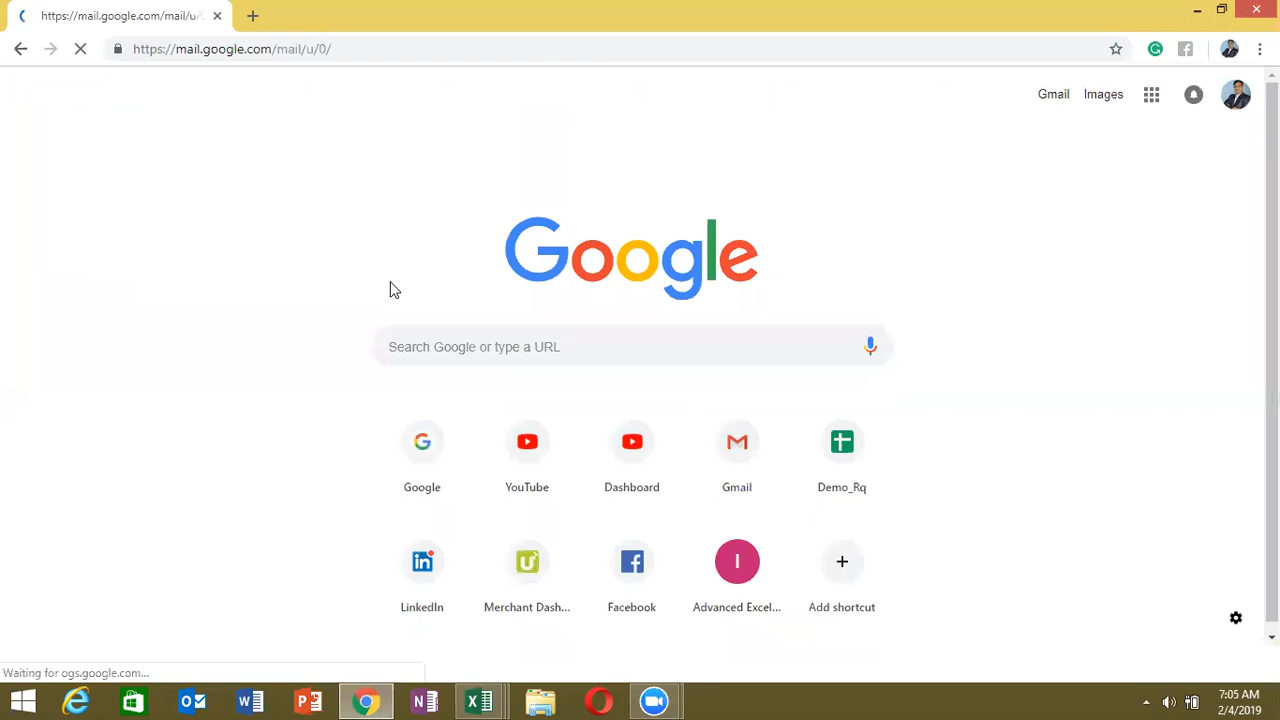 https://mail.google.com/mail/u/0
https://mail.google.com/mail/u/0/
Gmail Images
Google
Search Google or type a URL
Google YouTube Dashboard Gmail Demo_Rq
LinkedIn Merchant Dash... Facebook Advanced Excel... Add shortcut
Waiting for ogs.google.com...
7:05 AM
2/4/2019